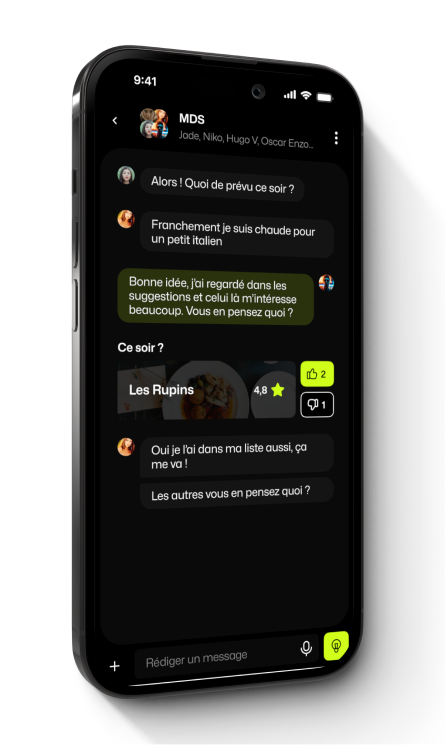 9:41
MDS
Jade, Niko, Hugo V, Oscar Enzo...
Alors ! Quoi de prévu ce soir ?
Franchement je suis chaude pour
un petit italien
Bonne idée, j'ai regardé dans les
suggestions et celui là m'intéresse
beaucoup. Vous en pensez quoi ?
Ce soir ?
Les Rupins
4,8
2
1
Oui je l'ai dans ma liste aussi, ça
me va !
Les autres vous en pensez quoi ?
Rédiger un message